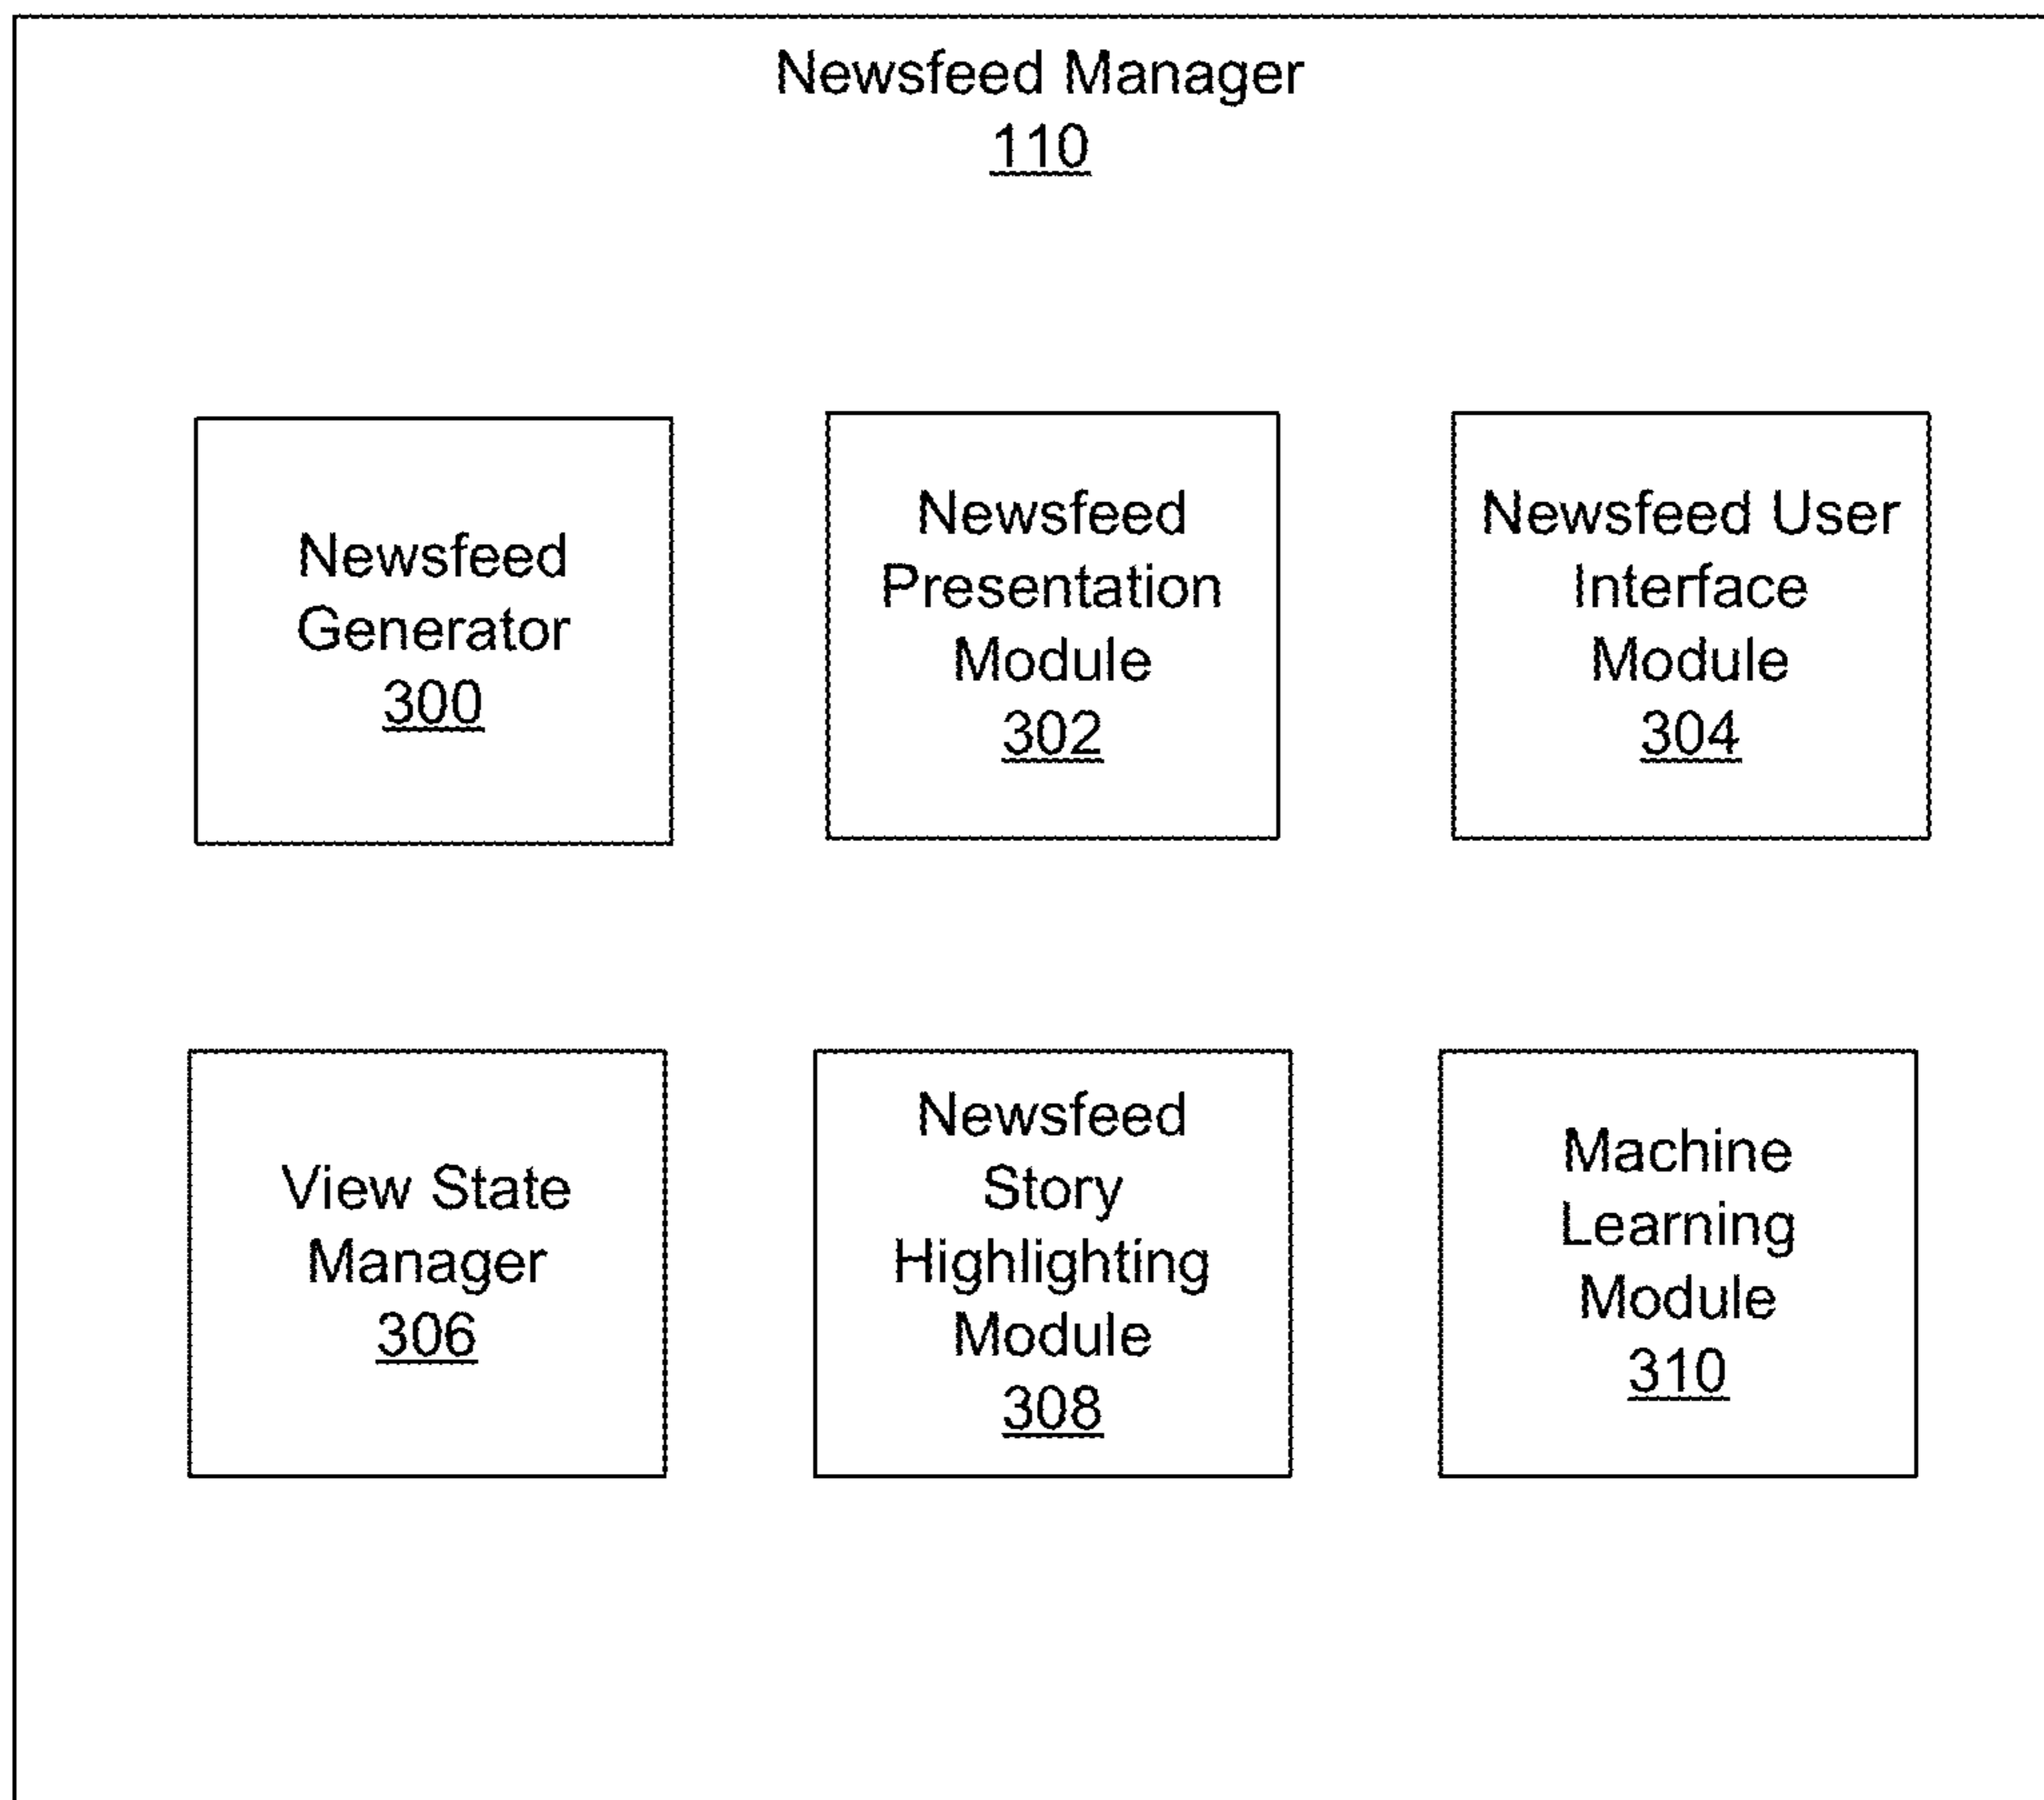 Newsfeed Manager
110
Newsfeed
Generator
300
Newsfeed
Presentation
Module
302
Newsfeed User
Interface
Module
304
View State
Manager
306
Newsfeed
Story
Highlighting
Module
308
Machine
Learning
Module
310